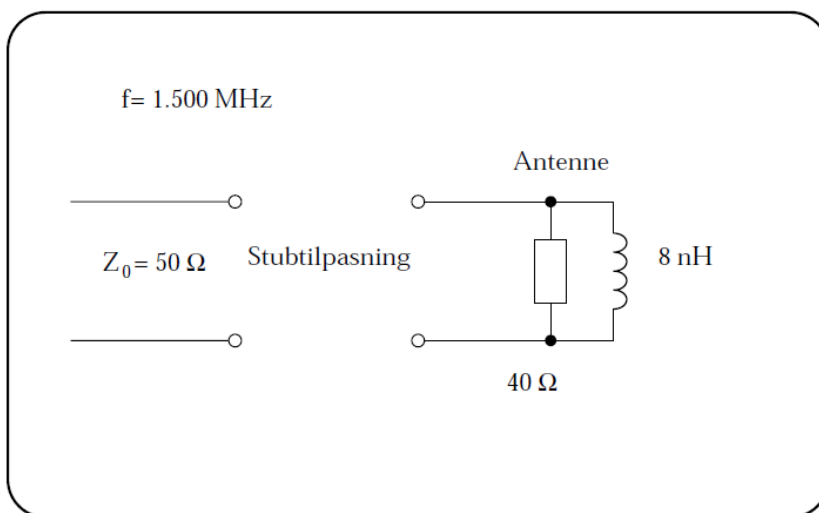 f= 1.500 MHz
Antenne
Z₀= 50 Ω
Stubtilpasning
8 nH
40 Ω